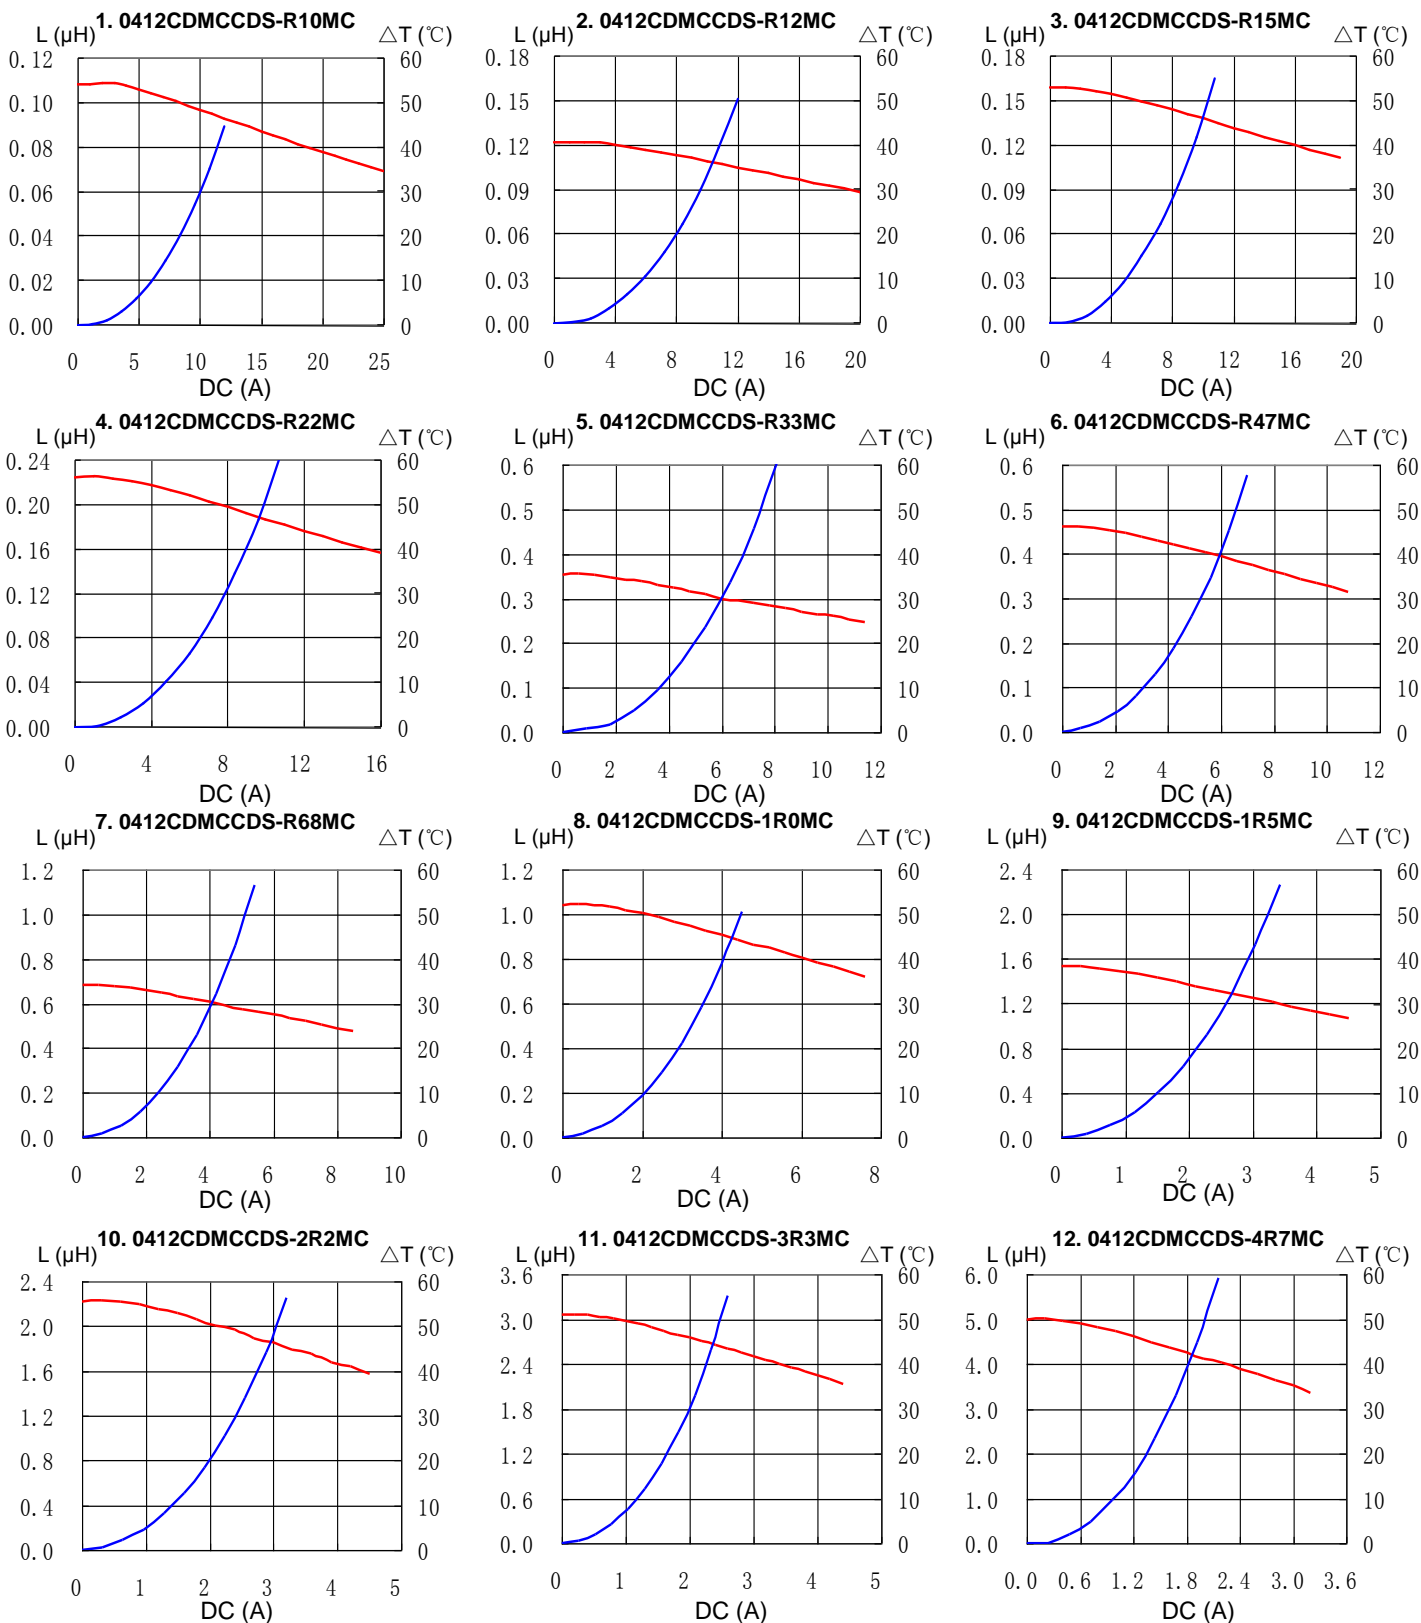 1. 0412CDMCCDS-R10MC
L (µH)
△T (℃)
0.12
0.10
0.08
0.06
0.04
0.02
0.00
60
50
40
30
20
10
0
0 5 10 15 20 25
DC (A)
2. 0412CDMCCDS-R12MC
L (µH)
△T (℃)
0.18
0.15
0.12
0.09
0.06
0.03
0.00
60
50
40
30
20
10
0
0 4 8 12 16 20
DC (A)
3. 0412CDMCCDS-R15MC
L (µH)
△T (℃)
0.18
0.15
0.12
0.09
0.06
0.03
0.00
60
50
40
30
20
10
0
0 4 8 12 16 20
DC (A)
4. 0412CDMCCDS-R22MC
L (µH)
△T (℃)
0.24
0.20
0.16
0.12
0.08
0.04
0.00
60
50
40
30
20
10
0
0 4 8 12 16
DC (A)
5. 0412CDMCCDS-R33MC
L (µH)
△T (℃)
0.6
0.5
0.4
0.3
0.2
0.1
0.0
60
50
40
30
20
10
0
0 2 4 6 8 10 12
DC (A)
6. 0412CDMCCDS-R47MC
L (µH)
△T (℃)
0.6
0.5
0.4
0.3
0.2
0.1
0.0
60
50
40
30
20
10
0
0 2 4 6 8 10 12
DC (A)
7. 0412CDMCCDS-R68MC
L (µH)
△T (℃)
1.2
1.0
0.8
0.6
0.4
0.2
0.0
60
50
40
30
20
10
0
0 2 4 6 8 10
DC (A)
8. 0412CDMCCDS-1R0MC
L (µH)
△T (℃)
1.2
1.0
0.8
0.6
0.4
0.2
0.0
60
50
40
30
20
10
0
0 2 4 6 8
DC (A)
9. 0412CDMCCDS-1R5MC
L (µH)
△T (℃)
2.4
2.0
1.6
1.2
0.8
0.4
0.0
60
50
40
30
20
10
0
0 1 2 3 4 5
DC (A)
10. 0412CDMCCDS-2R2MC
L (µH)
△T (℃)
2.4
2.0
1.6
1.2
0.8
0.4
0.0
60
50
40
30
20
10
0
0 1 2 3 4 5
DC (A)
11. 0412CDMCCDS-3R3MC
L (µH)
△T (℃)
3.6
3.0
2.4
1.8
1.2
0.6
0.0
60
50
40
30
20
10
0
0 1 2 3 4 5
DC (A)
12. 0412CDMCCDS-4R7MC
L (µH)
△T (℃)
6.0
5.0
4.0
3.0
2.0
1.0
0.0
60
50
40
30
20
10
0
0.0 0.6 1.2 1.8 2.4 3.0 3.6
DC (A)